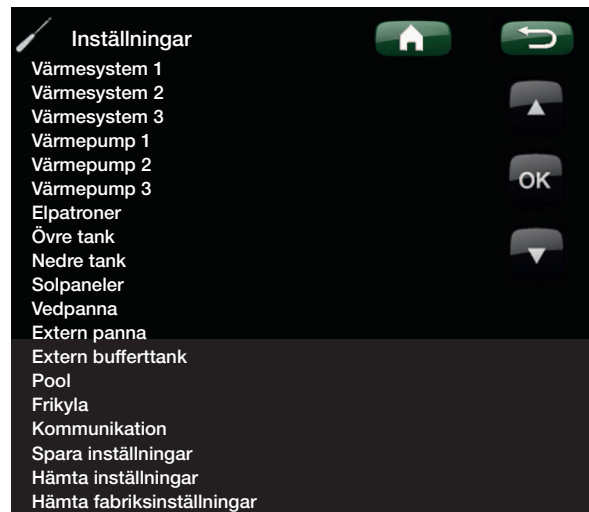 Inställningar
Värmesystem 1
Värmesystem 2
Värmesystem 3
Värmepump 1
Värmepump 2
Värmepump 3
OK
Elpatroner
Övre tank
Nedre tank
Solpaneler
Vedpanna
Extern panna
Extern bufferttank
Pool
Frikyla
Kommunikation
Spara inställningar
Hämta inställningar
Hämta fabriksinställningar